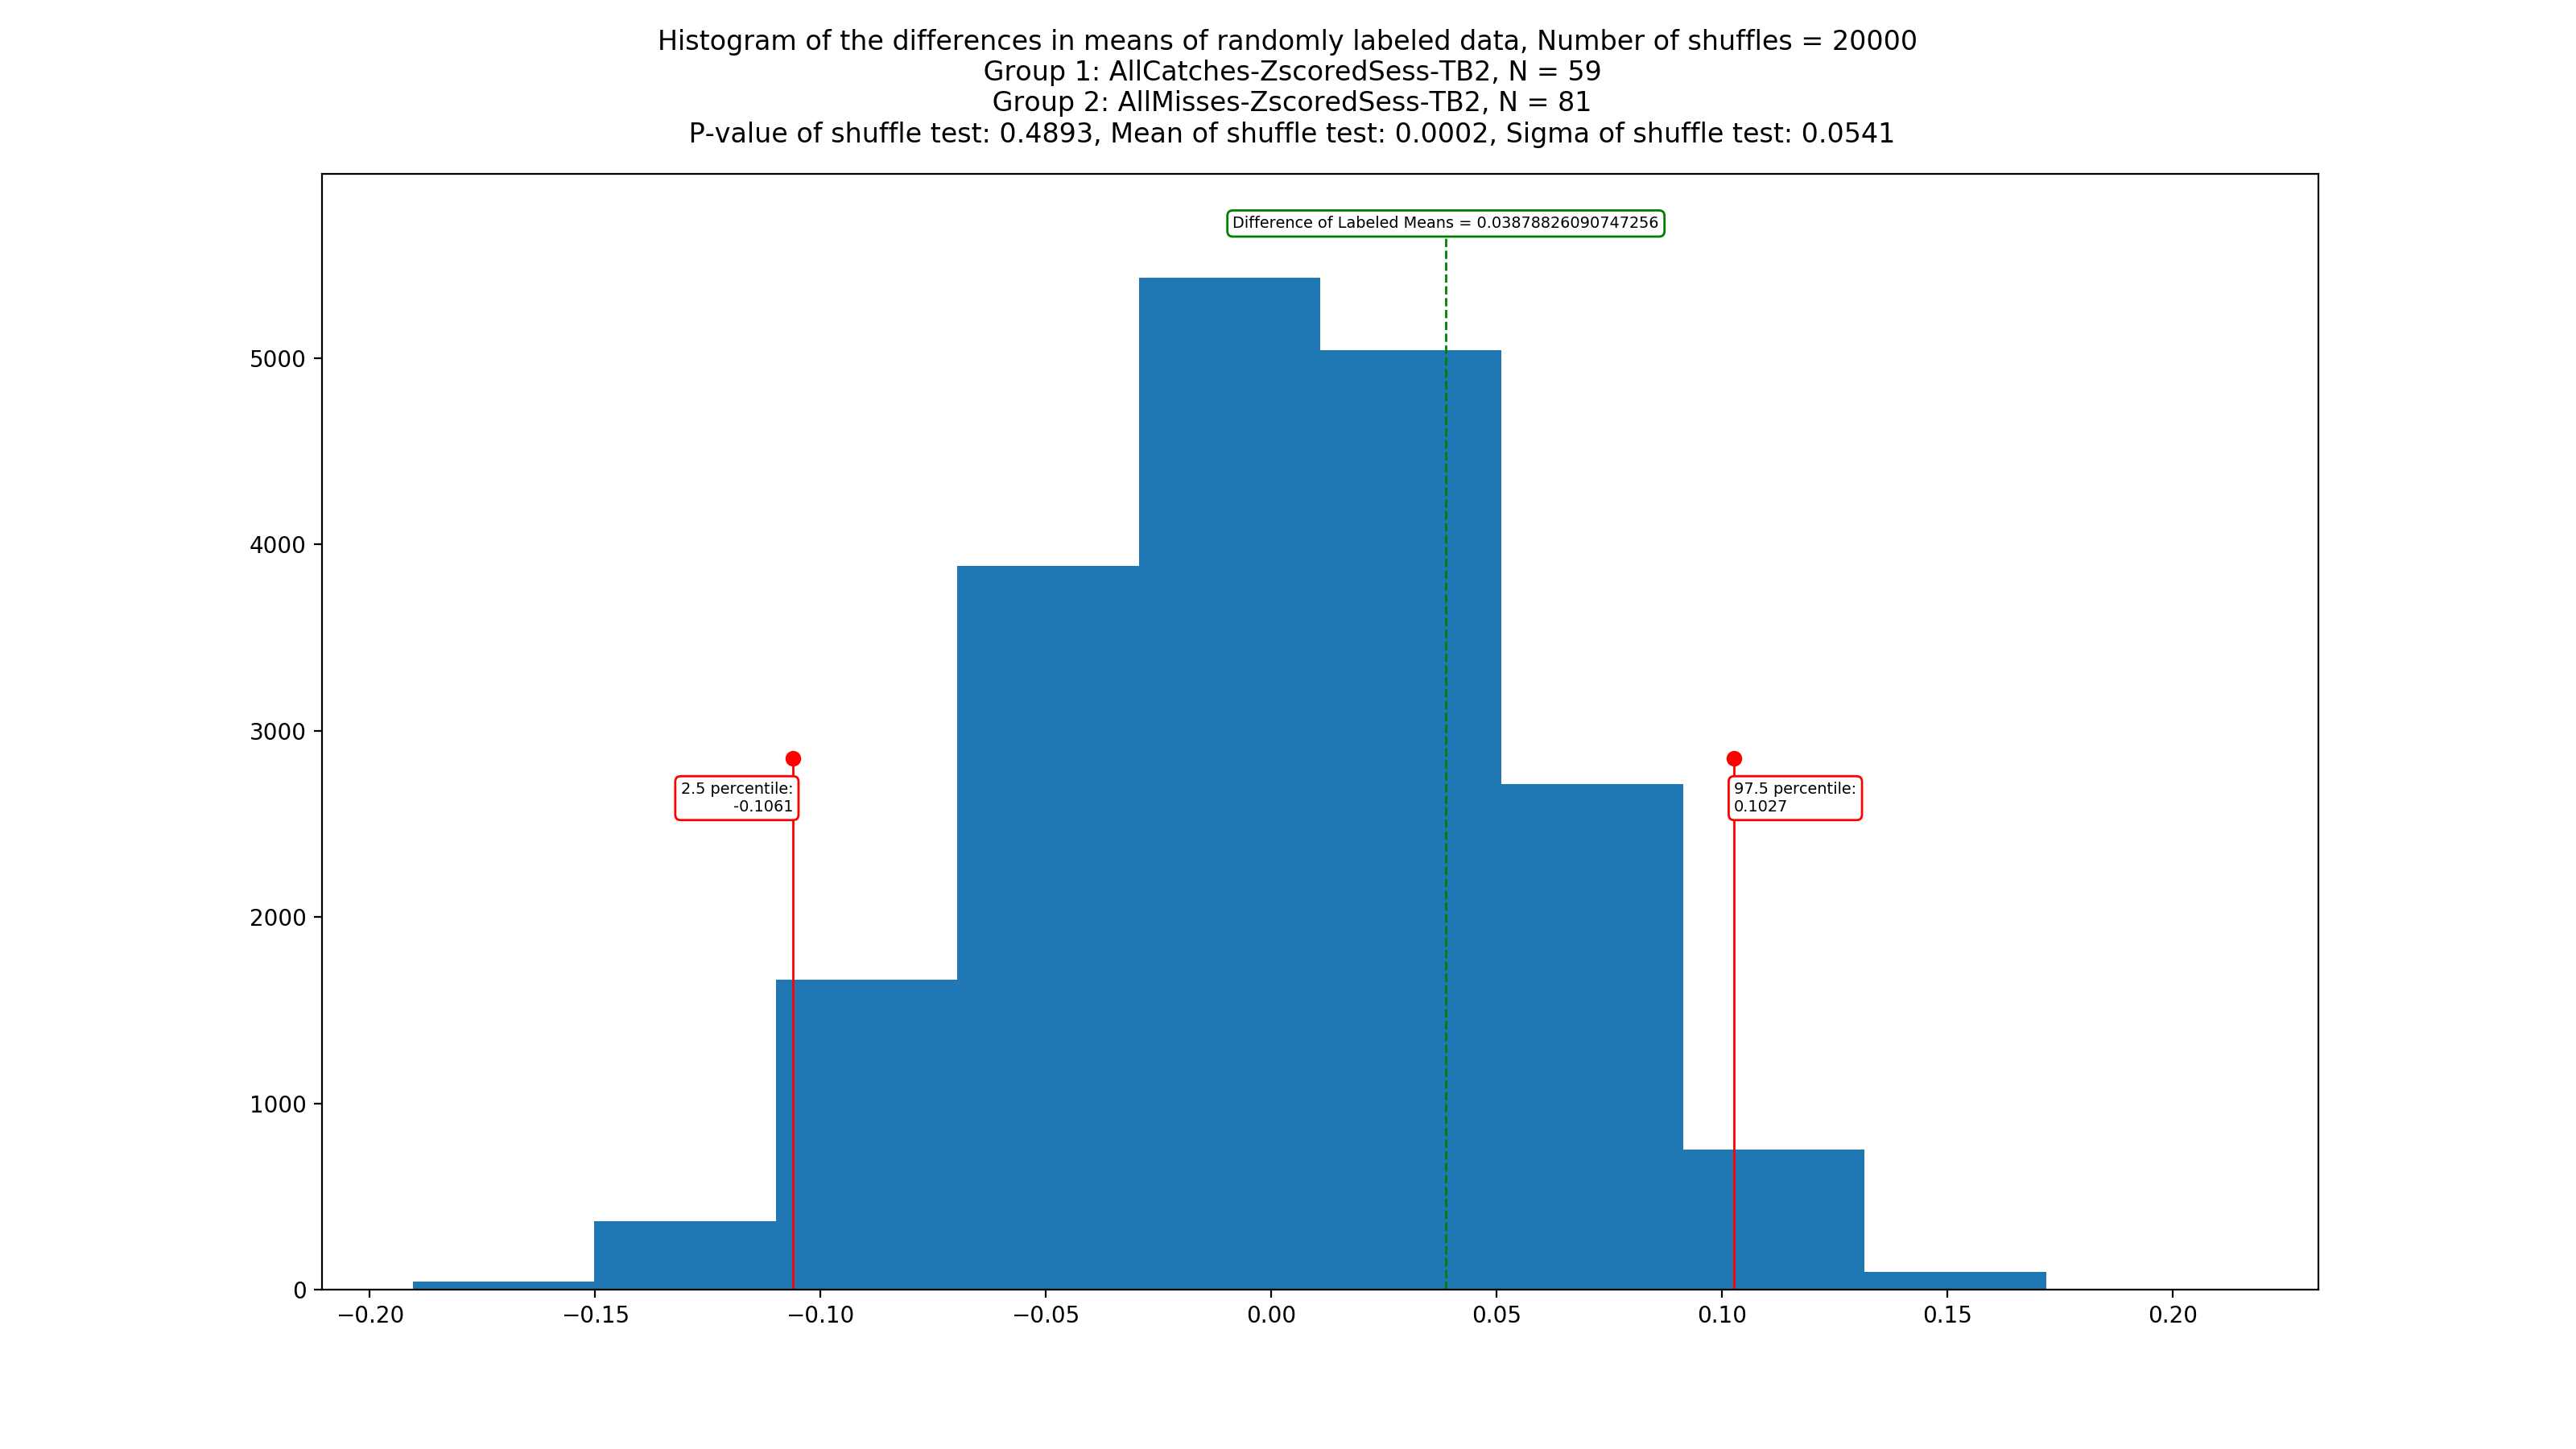 Histogram of the differences in means of randomly labeled data, Number of shuffles = 20000
Group 1: AllCatches-ZscoredSess-TB2, N = 59
Group 2: AllMisses-ZscoredSess-TB2, N = 81
P-value of shuffle test: 0.4893, Mean of shuffle test: 0.0002, Sigma of shuffle test: 0.0541
Difference of Labeled Means = 0.03878826090747256
5000
4000
3000
2.5 percentile:
-0.1061
97.5 percentile:
0.1027
2000
1000
0
−0.20 −0.15 −0.10 −0.05 0.00 0.05 0.10 0.15 0.20